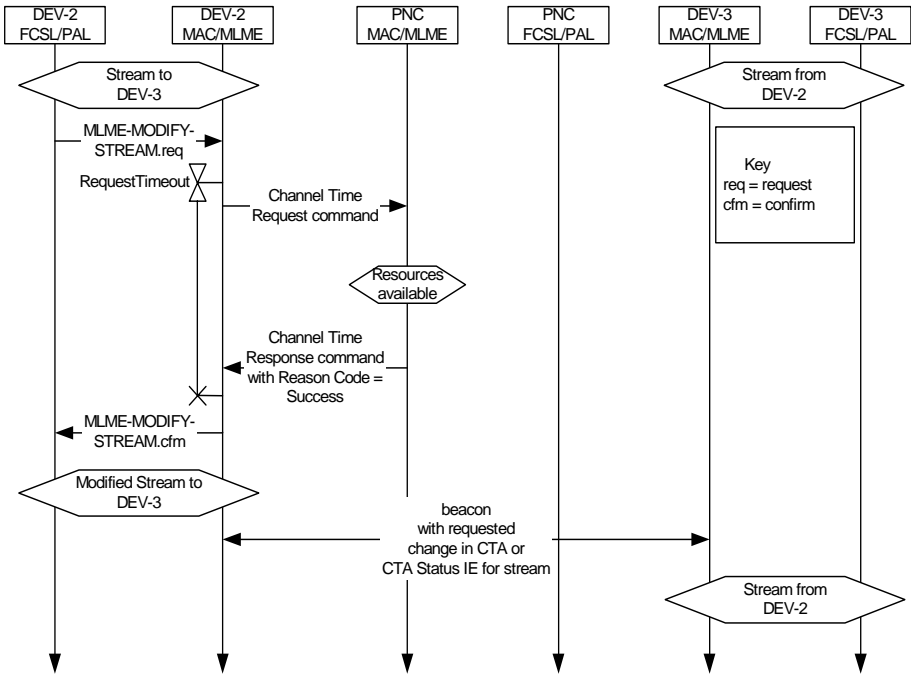 DEV-2
FCSL/PAL
DEV-2
MAC/MLME
PNC
MAC/MLME
PNC
FCSL/PAL
DEV-3
MAC/MLME
DEV-3
FCSL/PAL
Stream to
DEV-3
Stream from
DEV-2
MLME-MODIFY-
STREAM.req
RequestTimeout
Channel Time
Request command
Key
req = request
cfm = confirm
Resources
available
Channel Time
Response command
with Reason Code =
Success
MLME-MODIFY-
STREAM.cfm
Modified Stream to
DEV-3
beacon
with requested
change in CTA or
CTA Status IE for stream
Stream from
DEV-2